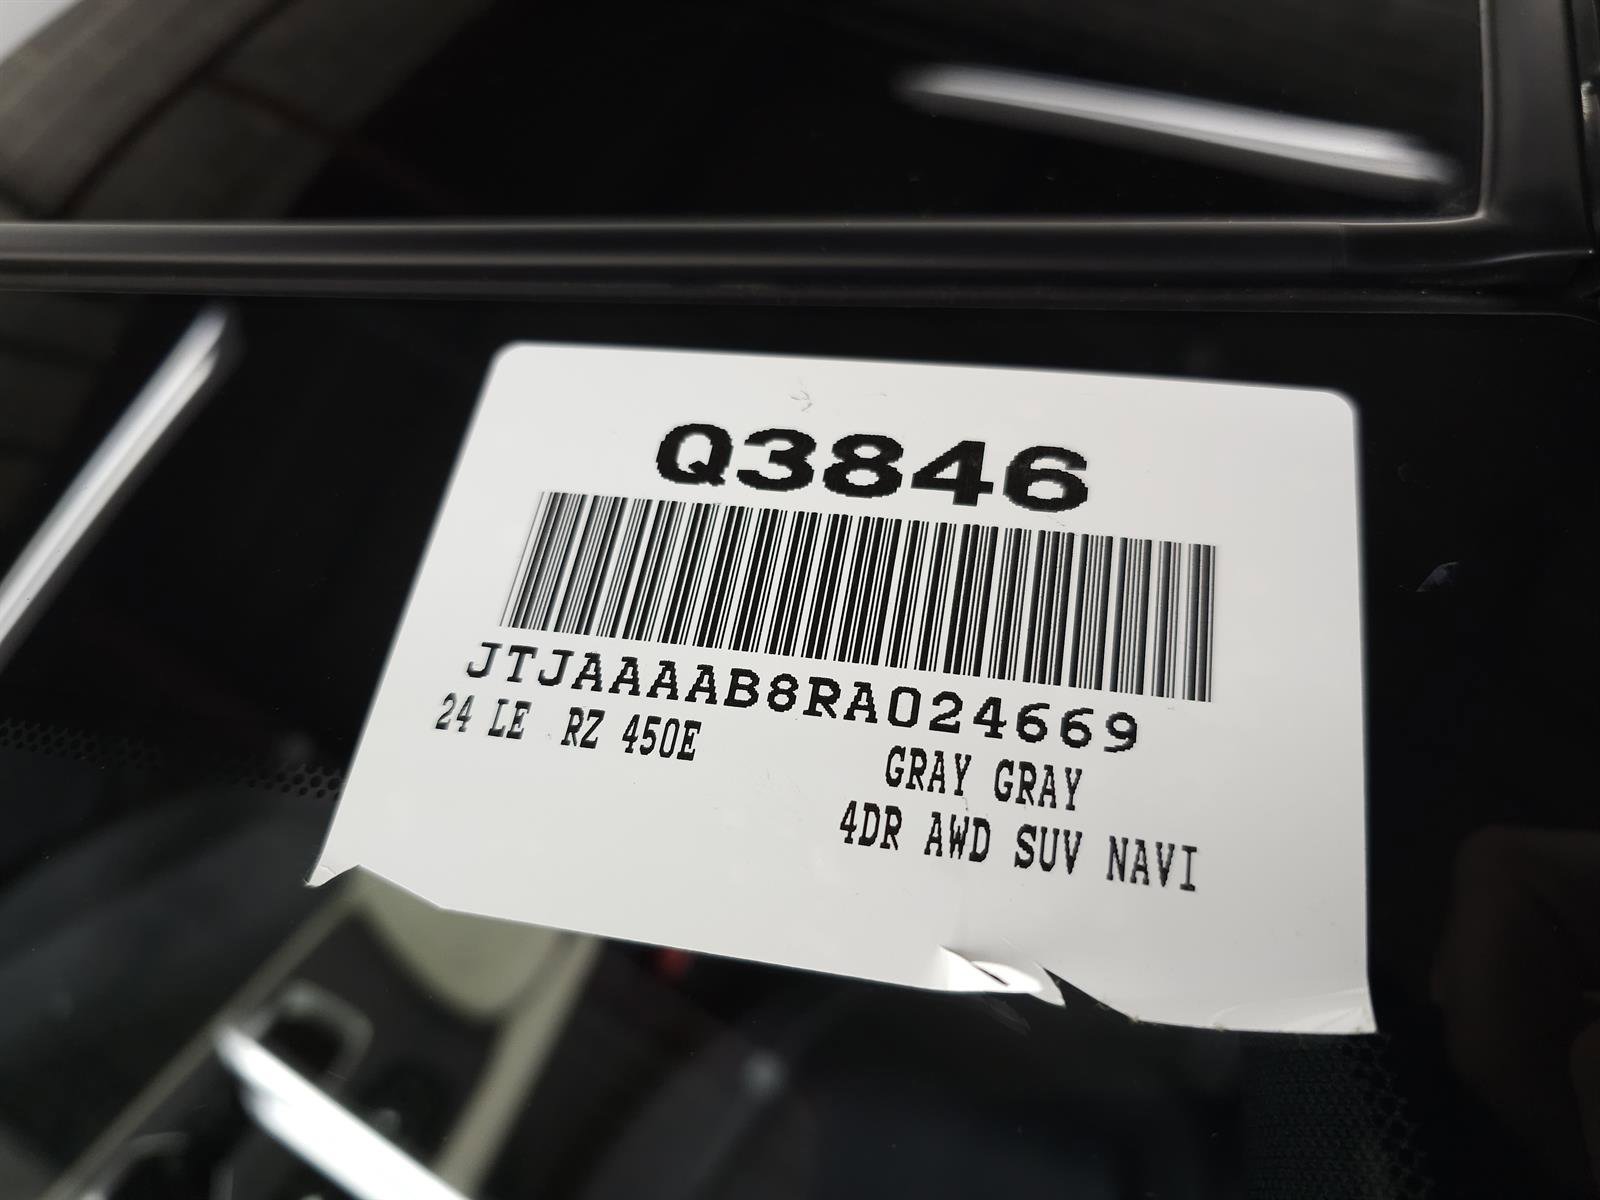 Q3846
JTJAAAAB8RA024669
24 LE RZ 450E
GRAY GRAY
4DR AWD SUV NAVI